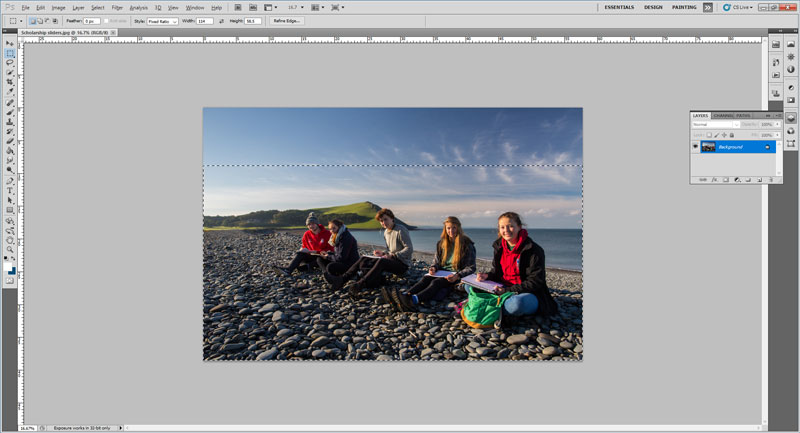 Ps File Edit Image Layer Select Filter Analysis 3D View Window Help 16.7 ESSENTIALS DESIGN PAINTING CS Live
Feather: 0 px Anti-alias Style: Fixed Ratio Width: 114 Height: 58.5 Refine Edge...
Scholarship sitters.jpg @ 16.7% (RGB/8)
LAYERS CHANNELS PATHS
Normal Opacity: 100%
Lock: Fill: 100%
Background
16.67% Exposure works in 32-bit only